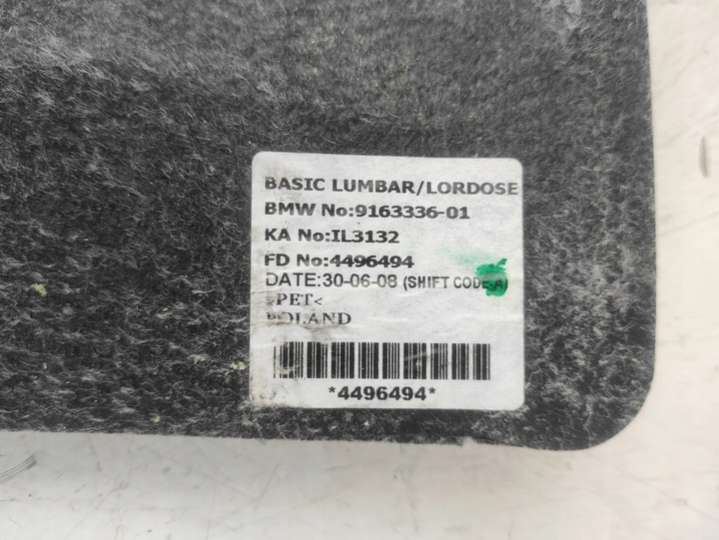 BASIC LUMBAR/LORDOSE
BMW No:9163336-01
KA No:IL3132
FD No:4496494
DATE:30-06-08 (SHIFT CODE A)
>PET<
POLAND
*4496494*